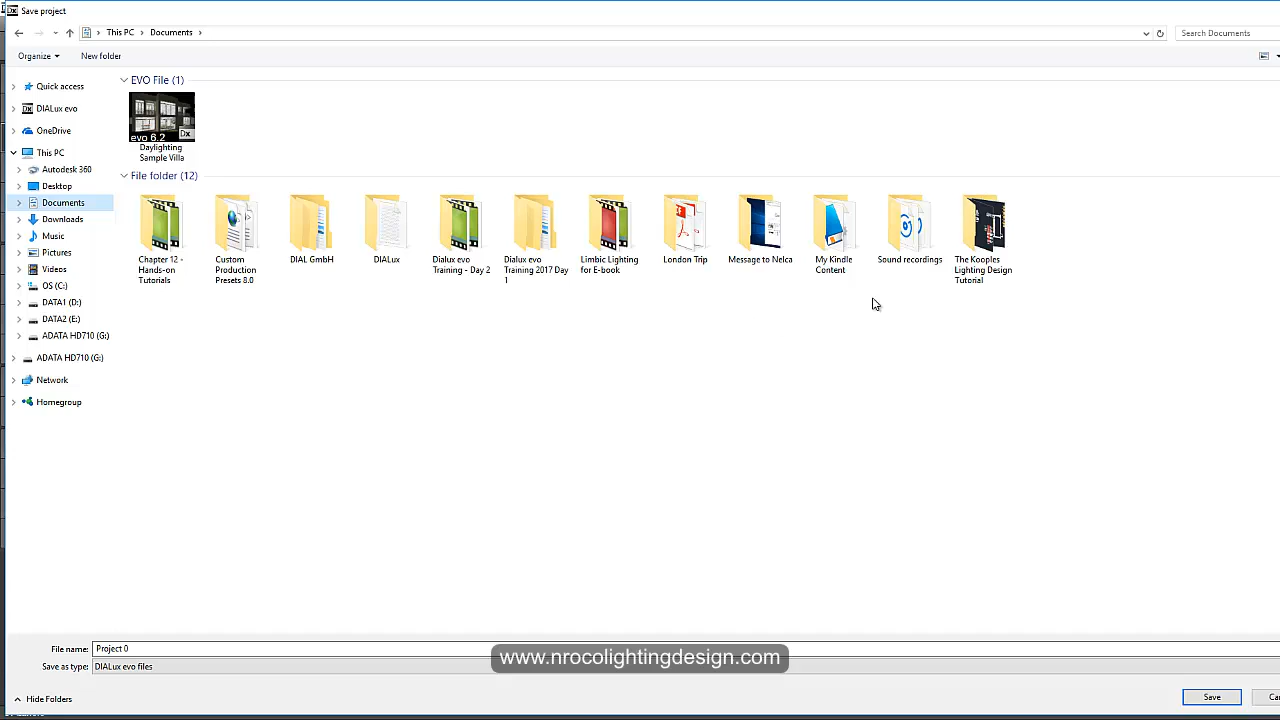 Save project
This PC
Documents
Search Documents
Organize
New folder
Quick access
DIALux evo
OneDrive
This PC
Autodesk 360
Desktop
Documents
Downloads
Music
Pictures
Videos
OS (C:)
DATA1 (D:)
DATA2 (E:)
ADATA HD710 (G:)
ADATA HD710 (G:)
Network
Homegroup
EVO File (1)
evo 6.2
Dx
Daylighting
Sample Villa
File folder (12)
Chapter 12 -
Hands-on
Tutorials
Custom
Production
Presets 8.0
DIAL GmbH
DIALux
Dialux evo
Training - Day 2
Dialux evo
Training 2017 Day
1
Limbic Lighting
for E-book
London Trip
Message to Nelca
My Kindle
Content
Sound recordings
The Kooples
Lighting Design
Tutorial
File name:
Project 0
Save as type:
DIALux evo files
www.nrocolightingdesign.com
Hide Folders
Save